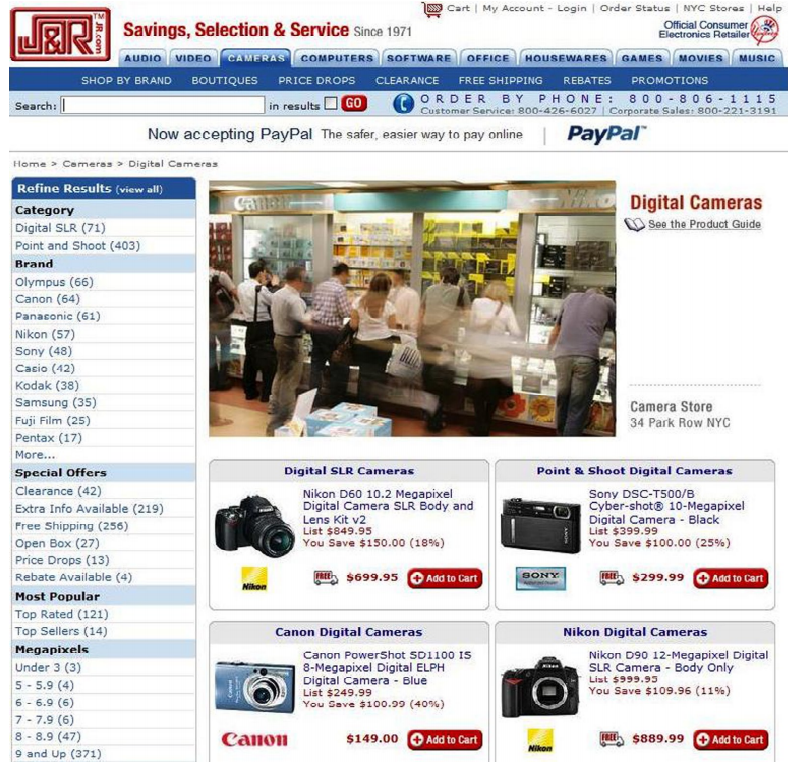 Cart | My Account - Login | Order Status | NYC Stores | Help
J&R
JR.com
TM
Savings, Selection & Service Since 1971
Official Consumer
Electronics Retailer
AUDIO VIDEO CAMERAS COMPUTERS SOFTWARE OFFICE HOUSEWARES GAMES MOVIES MUSIC
SHOP BY BRAND BOUTIQUES PRICE DROPS CLEARANCE FREE SHIPPING REBATES PROMOTIONS
Search: in results GO
ORDER BY PHONE: 800-806-1115
Customer Service: 800-426-6027 | Corporate Sales: 800-221-3191
Now accepting PayPal The safer, easier way to pay online | PayPal™
Home > Cameras > Digital Cameras
Refine Results (view all)
Category
Digital SLR (71)
Point and Shoot (403)
Brand
Olympus (66)
Canon (64)
Panasonic (61)
Nikon (57)
Sony (48)
Casio (42)
Kodak (38)
Samsung (35)
Fuji Film (25)
Pentax (17)
More...
Special Offers
Clearance (42)
Extra Info Available (219)
Free Shipping (256)
Open Box (27)
Price Drops (13)
Rebate Available (4)
Most Popular
Top Rated (121)
Top Sellers (14)
Megapixels
Under 3 (3)
5 - 5.9 (4)
6 - 6.9 (6)
7 - 7.9 (6)
8 - 8.9 (47)
9 and Up (371)
Canon
Nikon
Digital Cameras
See the Product Guide
Camera Store
34 Park Row NYC
Digital SLR Cameras
Nikon D60 10.2 Megapixel
Digital Camera SLR Body and
Lens Kit v2
List $849.95
You Save $150.00 (18%)
Nikon FREE $699.95 Add to Cart
Point & Shoot Digital Cameras
Sony DSC-T500/B
Cyber-shot® 10-Megapixel
Digital Camera - Black
List $399.99
You Save $100.00 (25%)
SONY FREE $299.99 Add to Cart
Canon Digital Cameras
Canon PowerShot SD1100 IS
8-Megapixel Digital ELPH
Digital Camera - Blue
List $249.99
You Save $100.99 (40%)
Canon $149.00 Add to Cart
Nikon Digital Cameras
Nikon D90 12-Megapixel Digital
SLR Camera - Body Only
List $999.95
You Save $109.96 (11%)
Nikon FREE $889.99 Add to Cart